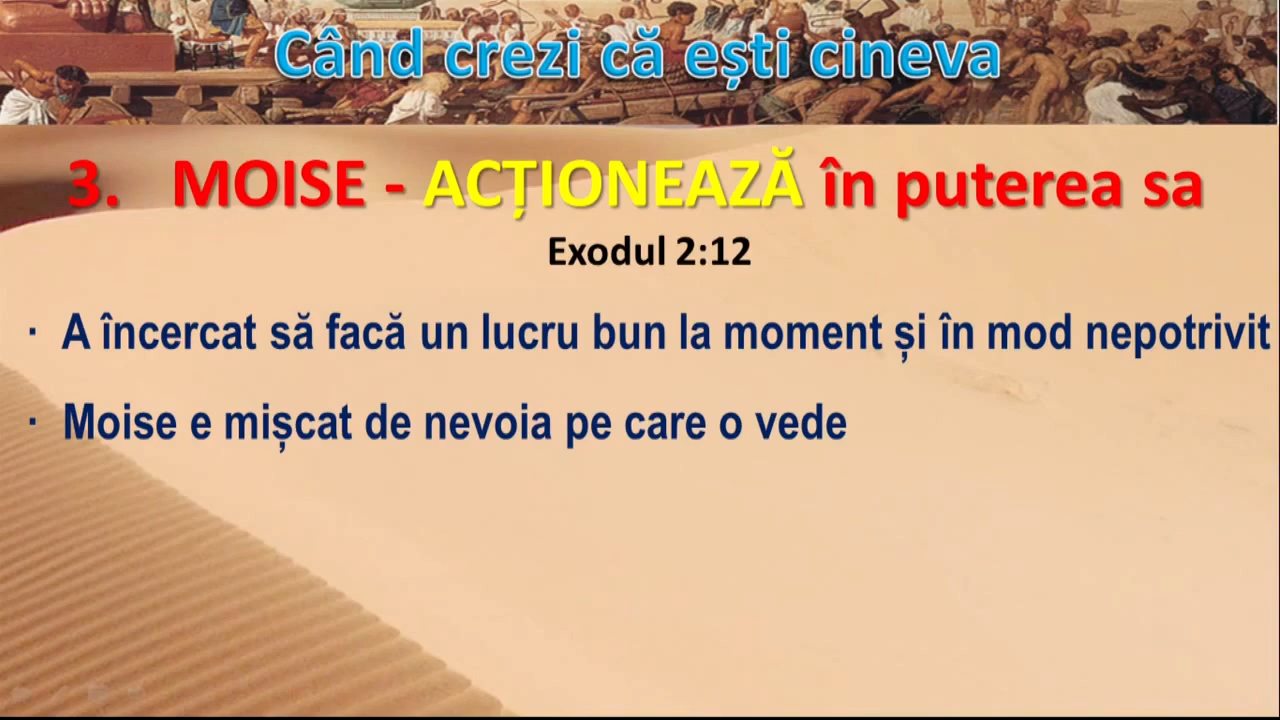 Când crezi că ești cineva
3. MOISE - ACȚIONEAZĂ în puterea sa
Exodul 2:12
· A încercat să facă un lucru bun la moment și în mod nepotrivit
· Moise e mișcat de nevoia pe care o vede